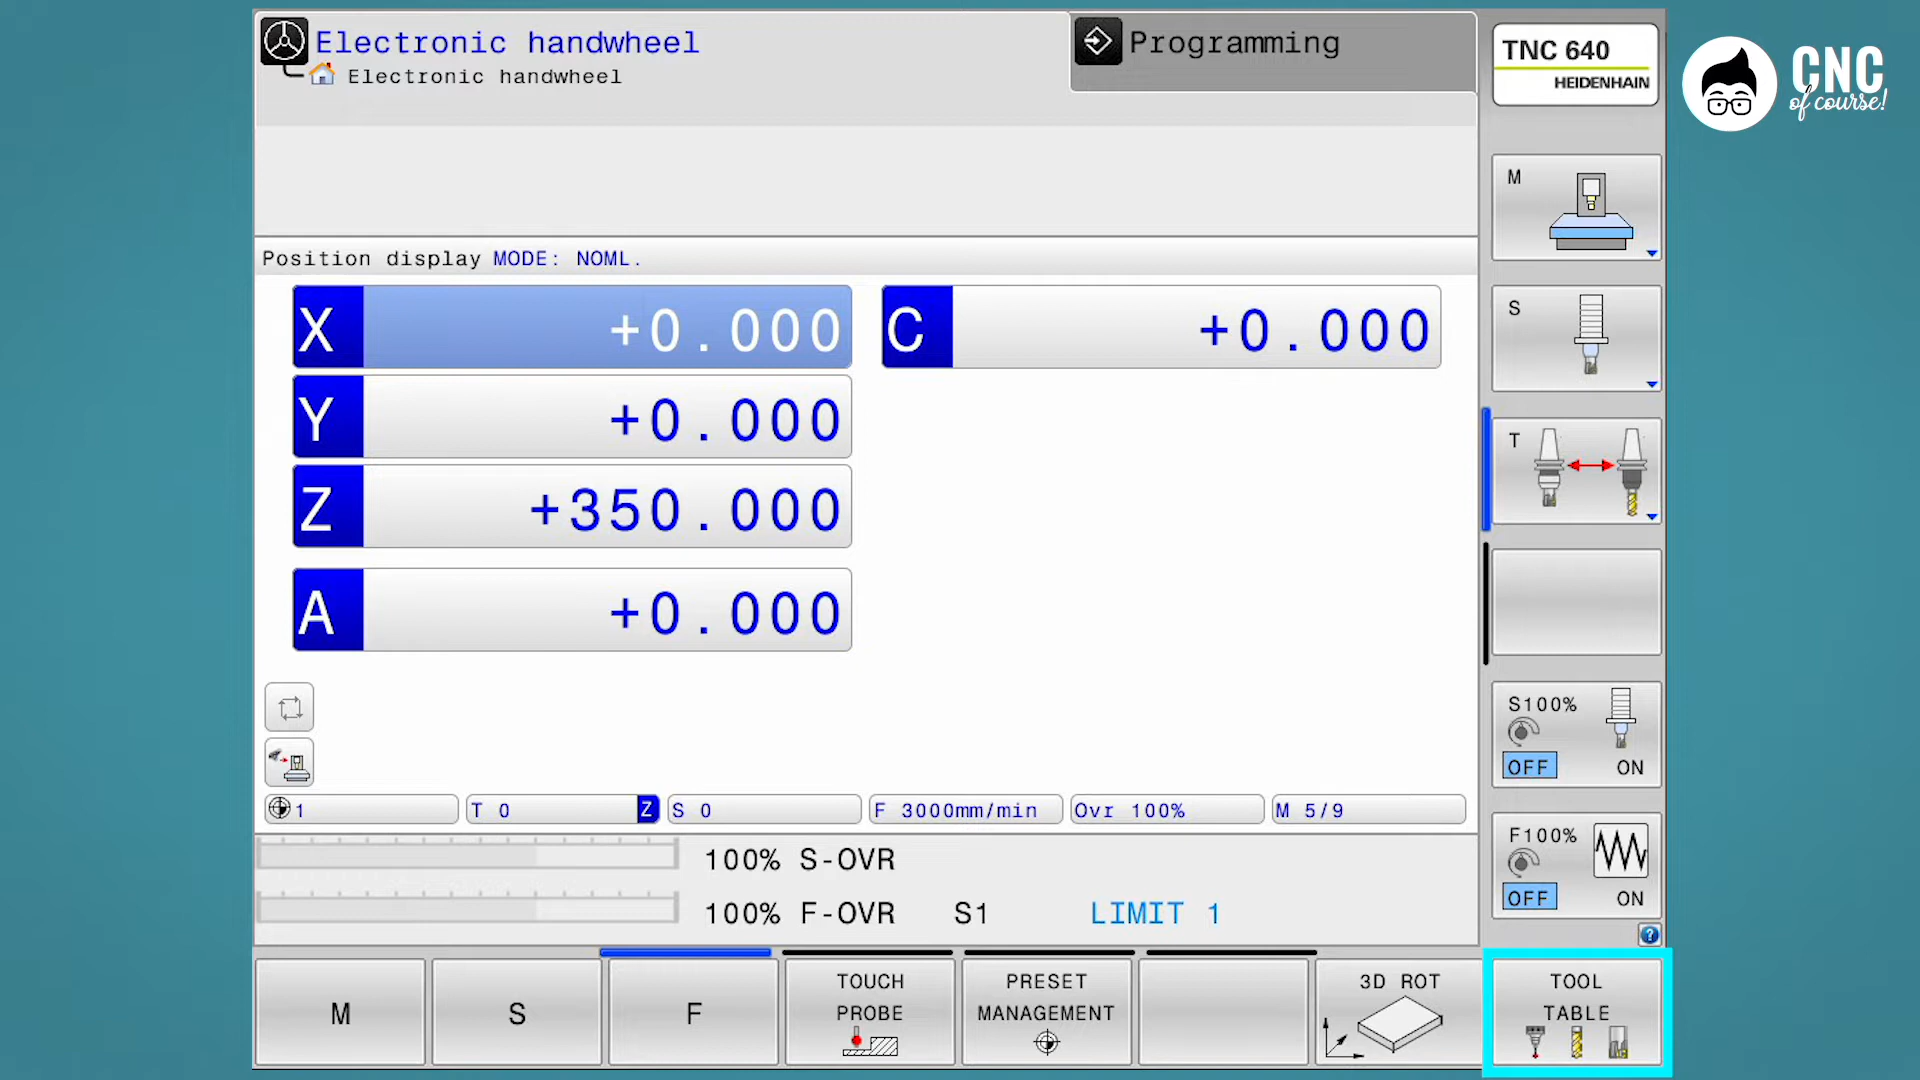 Electronic handwheel
Electronic handwheel
Programming
TNC 640
HEIDENHAIN
CNC
of course!
Position display MODE: NOML.
X +0.000
C +0.000
Y +0.000
Z +350.000
A +0.000
M
S
T
S100%
OFF ON
F100%
OFF ON
1
T 0
Z
S 0
F 3000mm/min
Ovr 100%
M 5/9
100% S-OVR
100% F-OVR S1 LIMIT 1
?
M
S
F
TOUCH
PROBE
PRESET
MANAGEMENT
3D ROT
TOOL
TABLE